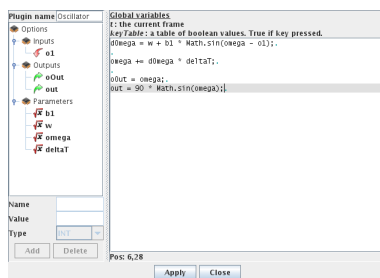 Plugin name Oscillator
Options
Inputs
o1
Outputs
oOut
out
Parameters
b1
w
omega
deltaT
Name
Value
Type INT
Add Delete
Global variables
t : the current frame
keyTable : a table of boolean values. True if key pressed.
dOmega = w + b1 * Math.sin(omega - o1);
omega += dOmega * deltaT;
oOut = omega;
out = 90 * Math.sin(omega);
Pos: 6,28
Apply Close